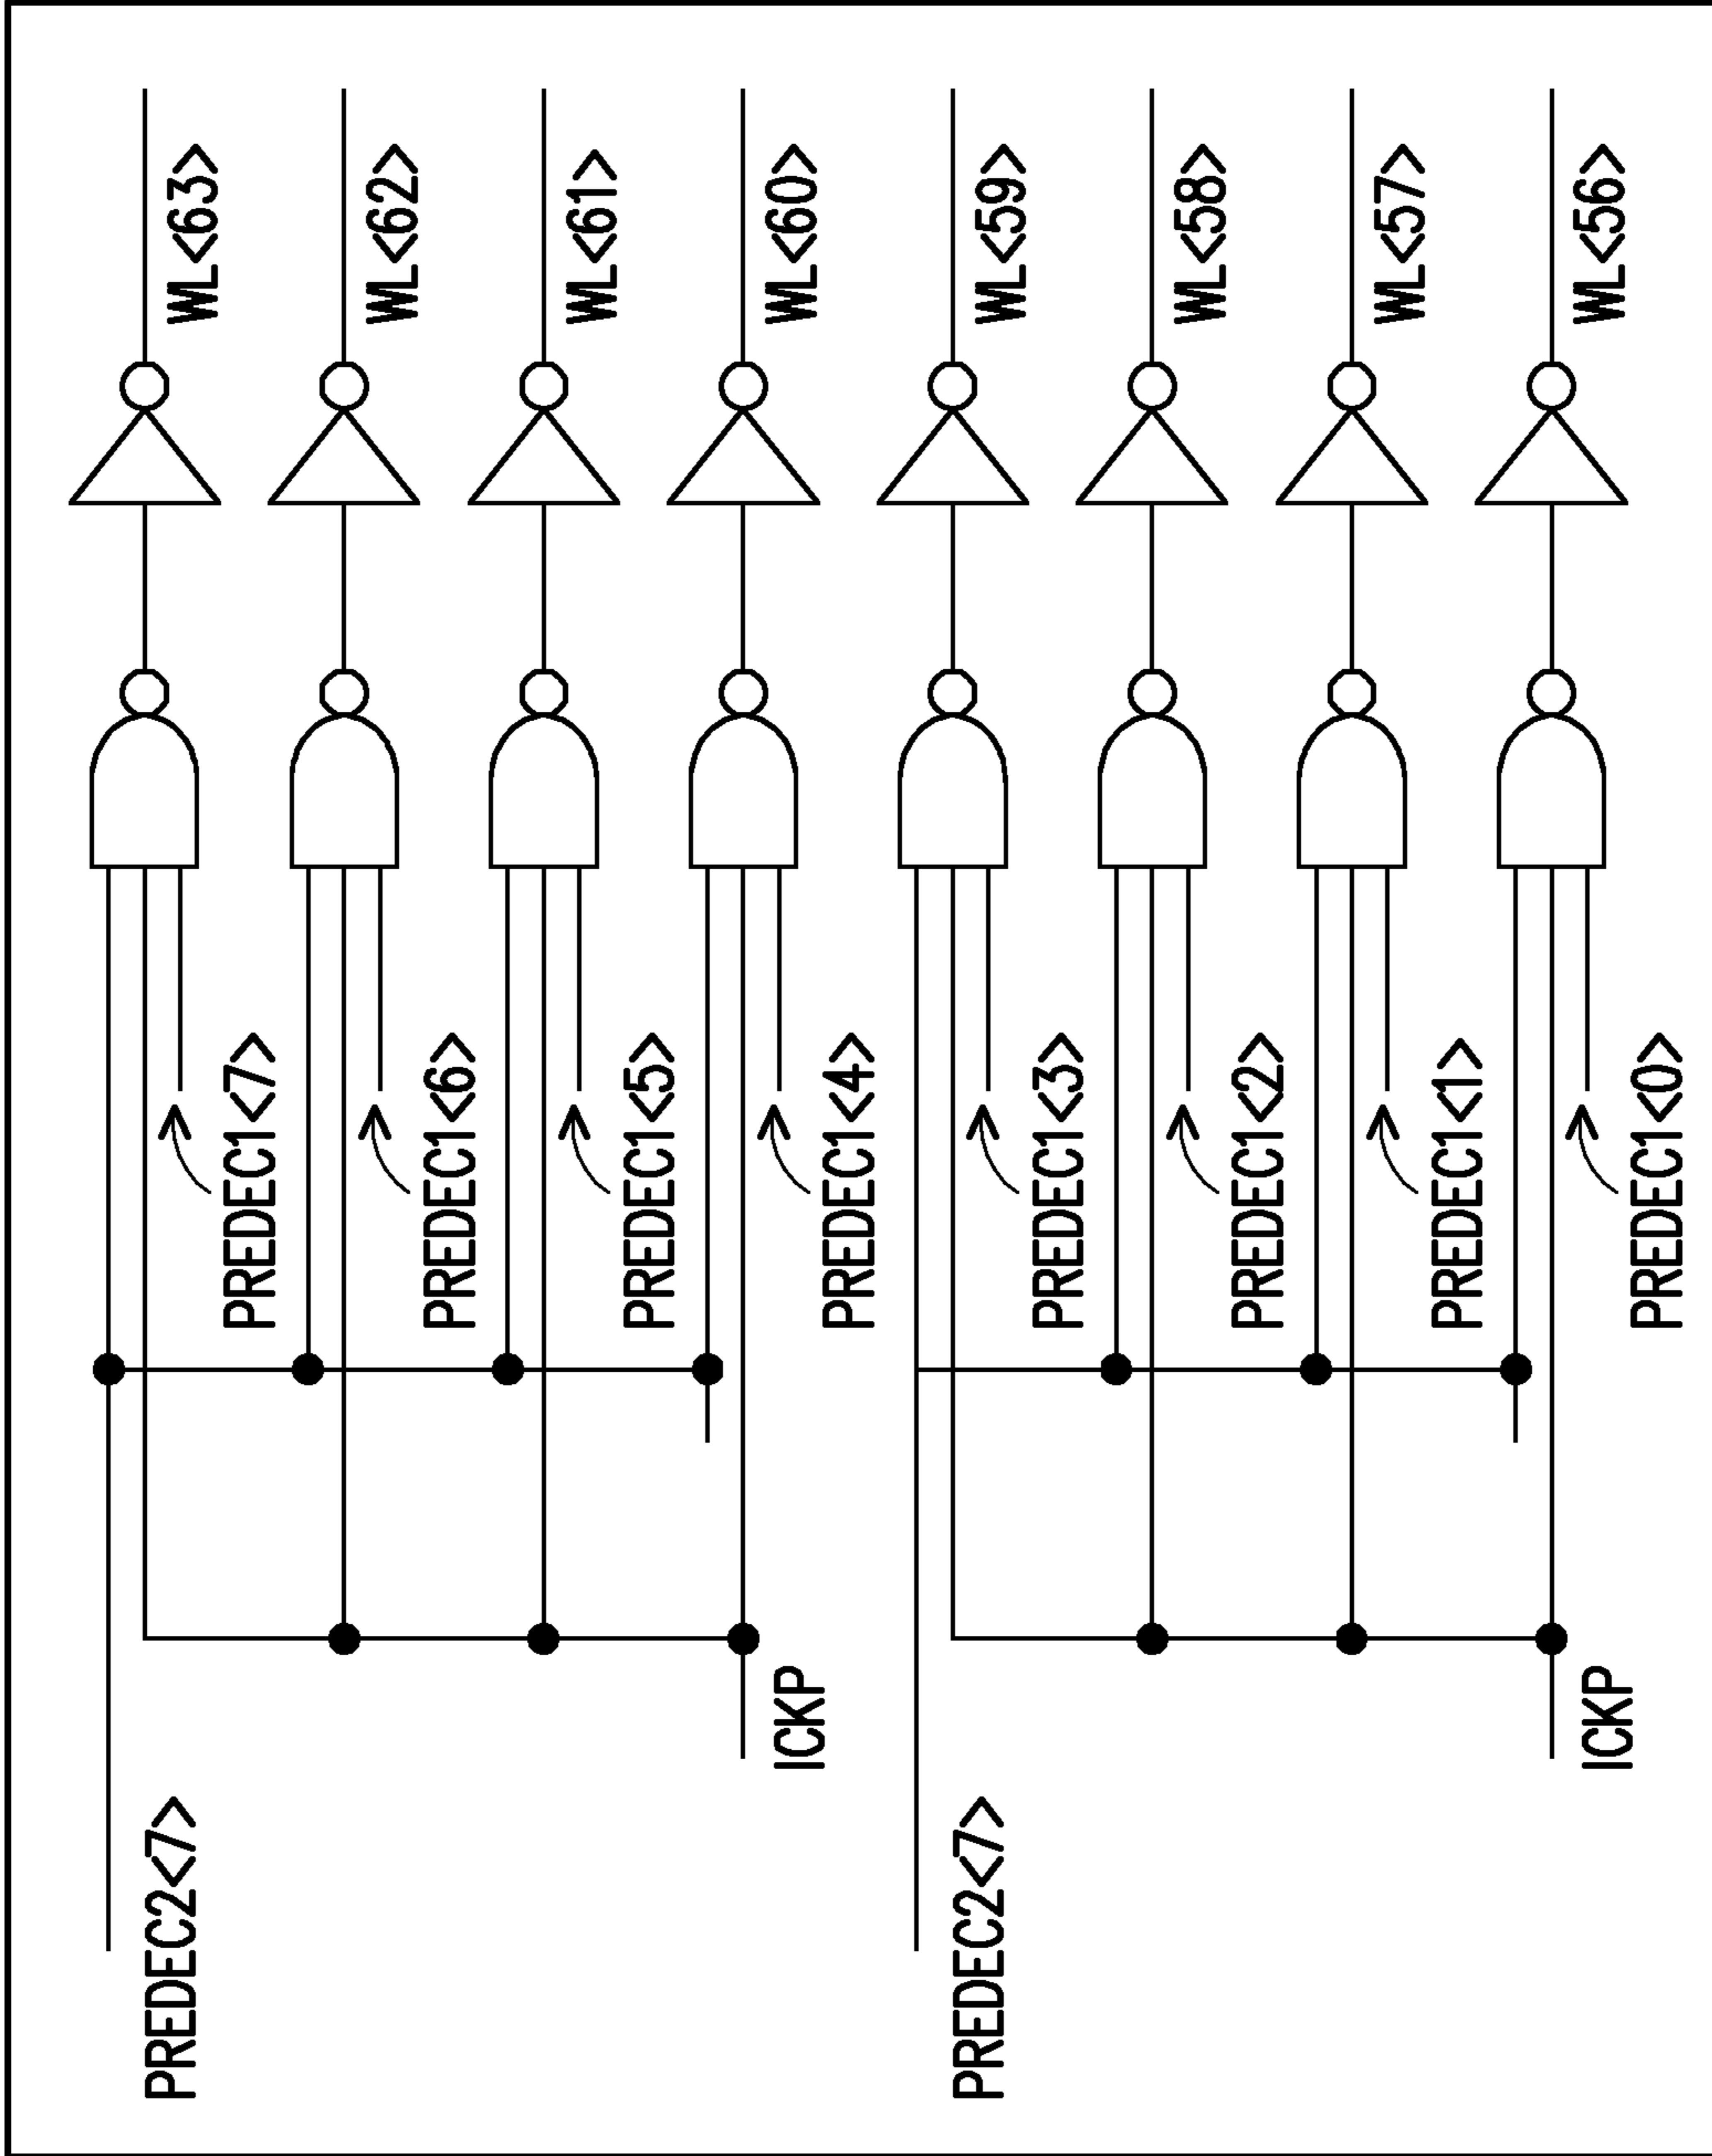 PREDEC2<7>
ICKP
PREDEC1<7>
WL<63>
PREDEC1<6>
WL<62>
PREDEC1<5>
WL<61>
PREDEC1<4>
WL<60>
PREDEC2<7>
ICKP
PREDEC1<3>
WL<59>
PREDEC1<2>
WL<58>
PREDEC1<1>
WL<57>
PREDEC1<0>
WL<56>